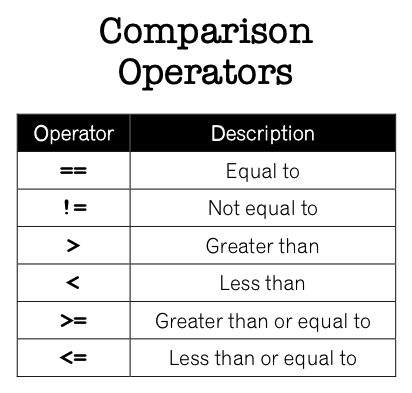 Comparison
Operators
Operator Description
== Equal to
!= Not equal to
> Greater than
< Less than
>= Greater than or equal to
<= Less than or equal to